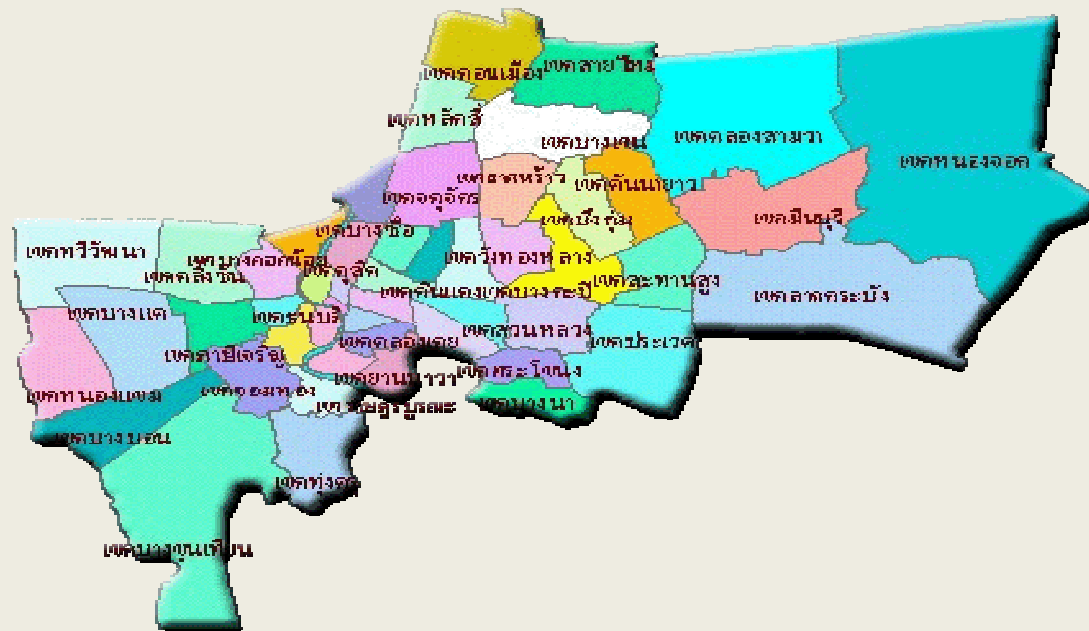 เขตดอนเมือง
เขตสายไหม
เขตหลักสี่
เขตบางเขน
เขตคลองสามวา
เขตหนองจอก
เขตลาดพร้าว
เขตคันนายาว
เขตจตุจักร
เขตบึงกุ่ม
เขตมีนบุรี
เขตบางซื่อ
เขตทวีวัฒนา
เขตบางกอกน้อย
เขตวังทองหลาง
เขตตลิ่งชัน
เขตดุสิต
เขตสะพานสูง
เขตดินแดง
เขตบางกะปิ
เขตลาดกระบัง
เขตบางแค
เขตธนบุรี
เขตสวนหลวง
เขตคลองเตย
เขตประเวศ
เขตภาษีเจริญ
เขตพระโขนง
เขตยานนาวา
เขตหนองแขม
เขตจอมทอง
เขตราษฎร์บูรณะ
เขตบางนา
เขตบางบอน
เขตทุ่งครุ
เขตบางขุนเทียน